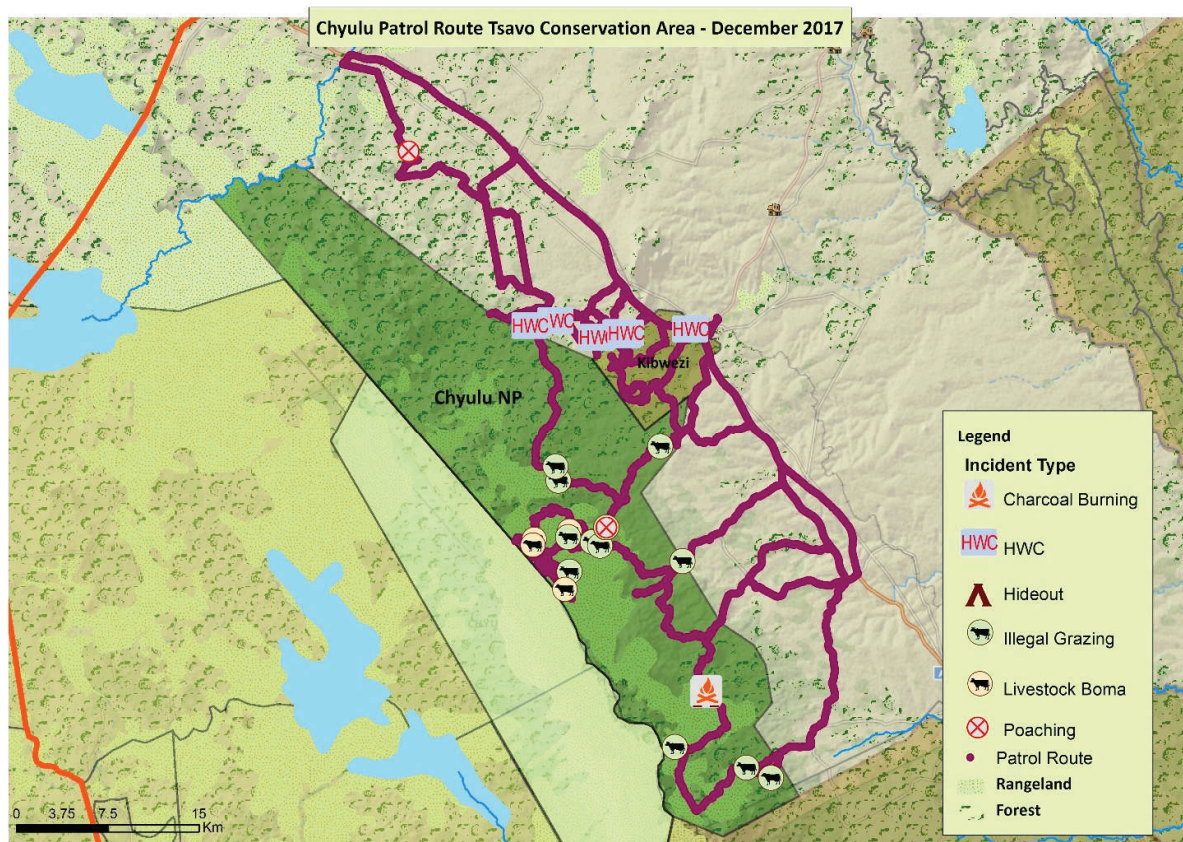 Chyulu Patrol Route Tsavo Conservation Area - December 2017
HWC
WC
HW
HWC
HWC
Kibwezi
Chyulu NP
Legend
Incident Type
Charcoal Burning
HWC HWC
Hideout
Illegal Grazing
Livestock Boma
Poaching
Patrol Route
Rangeland
Forest
0 3.75 7.5 15
Km